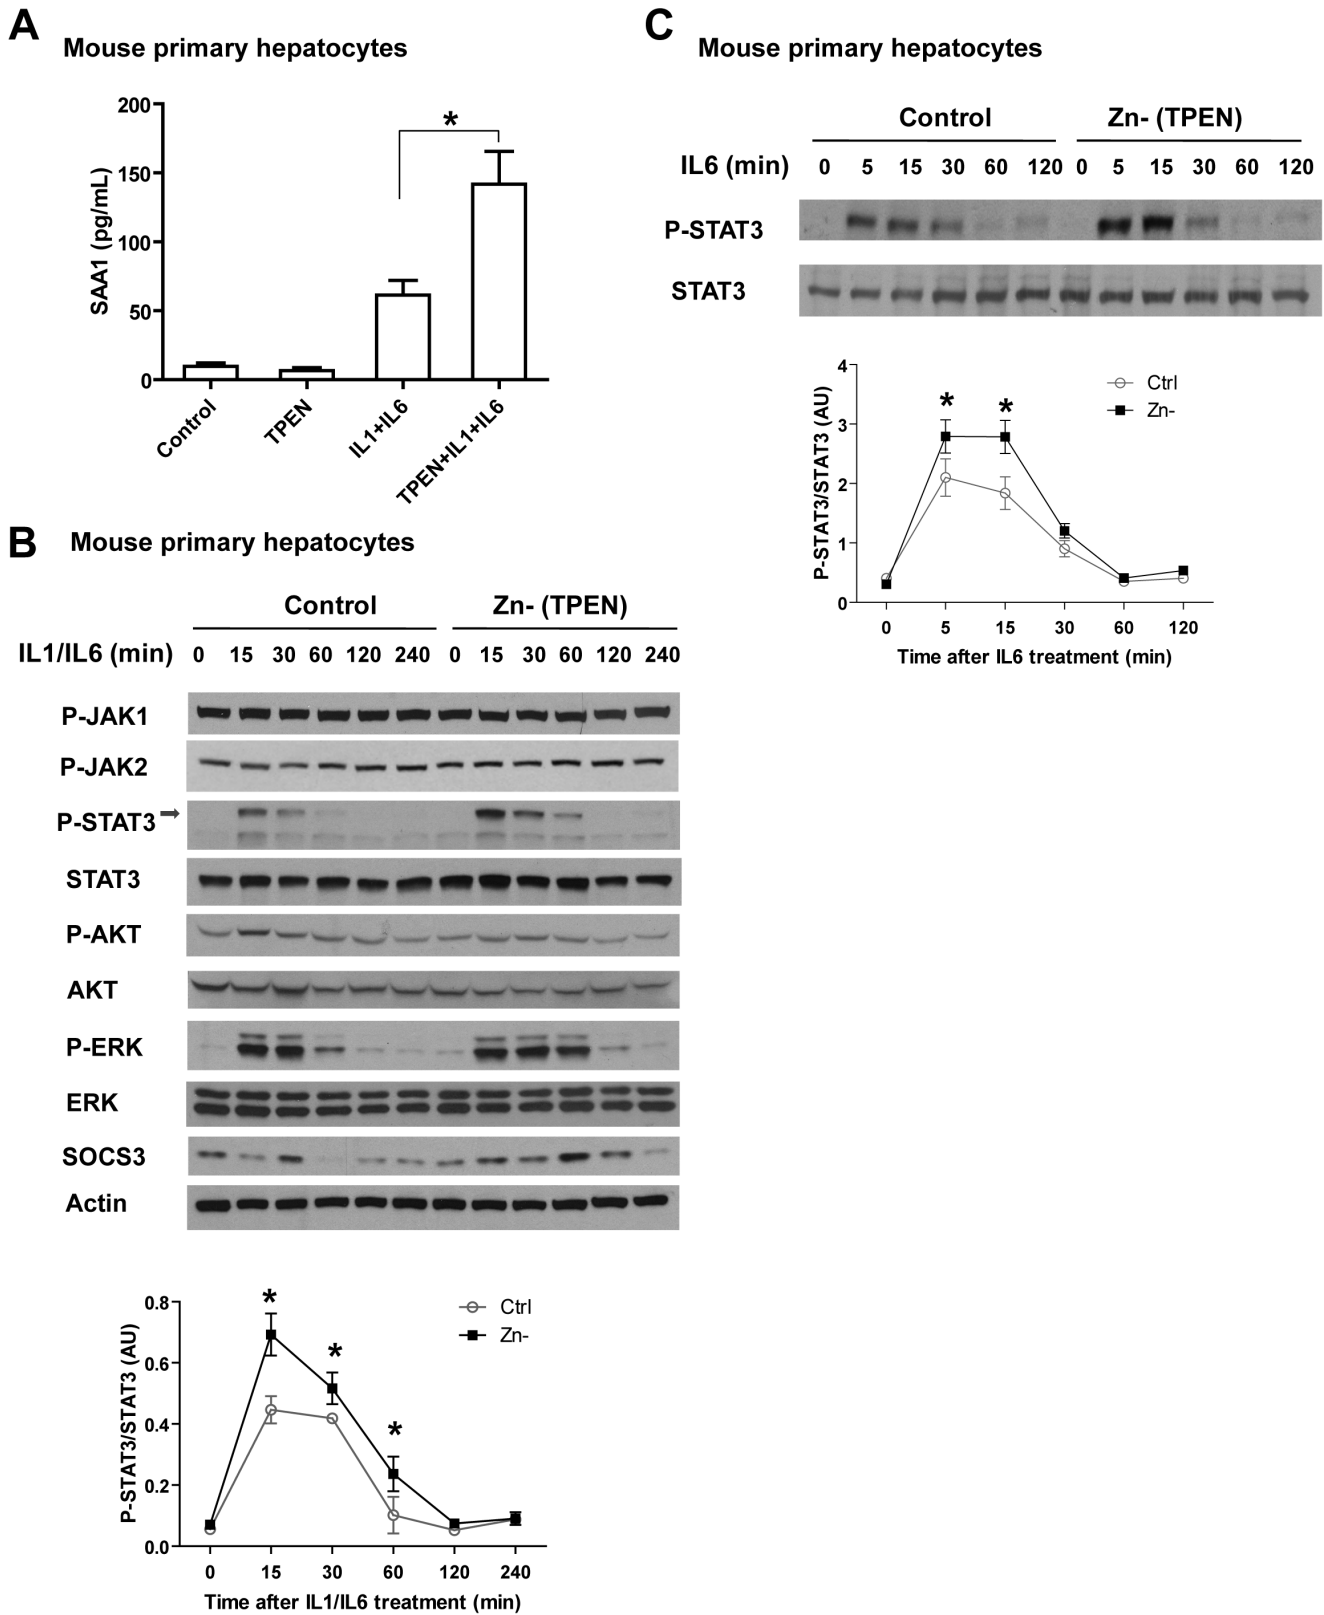 A
Mouse primary hepatocytes
200
150
100
50
0
SAA1 (pg/mL)
*
Control
TPEN
IL1+IL6
TPEN+IL1+IL6
B
Mouse primary hepatocytes
Control
Zn- (TPEN)
IL1/IL6 (min)
0 15 30 60 120 240 0 15 30 60 120 240
P-JAK1
P-JAK2
P-STAT3
STAT3
P-AKT
AKT
P-ERK
ERK
SOCS3
Actin
0.8
0.6
0.4
0.2
0.0
P-STAT3/STAT3 (AU)
*
*
*
Ctrl
Zn-
0 15 30 60 120 240
Time after IL1/IL6 treatment (min)
C
Mouse primary hepatocytes
Control
Zn- (TPEN)
IL6 (min)
0 5 15 30 60 120 0 5 15 30 60 120
P-STAT3
STAT3
4
3
2
1
0
P-STAT3/STAT3 (AU)
*
*
Ctrl
Zn-
0 5 15 30 60 120
Time after IL6 treatment (min)